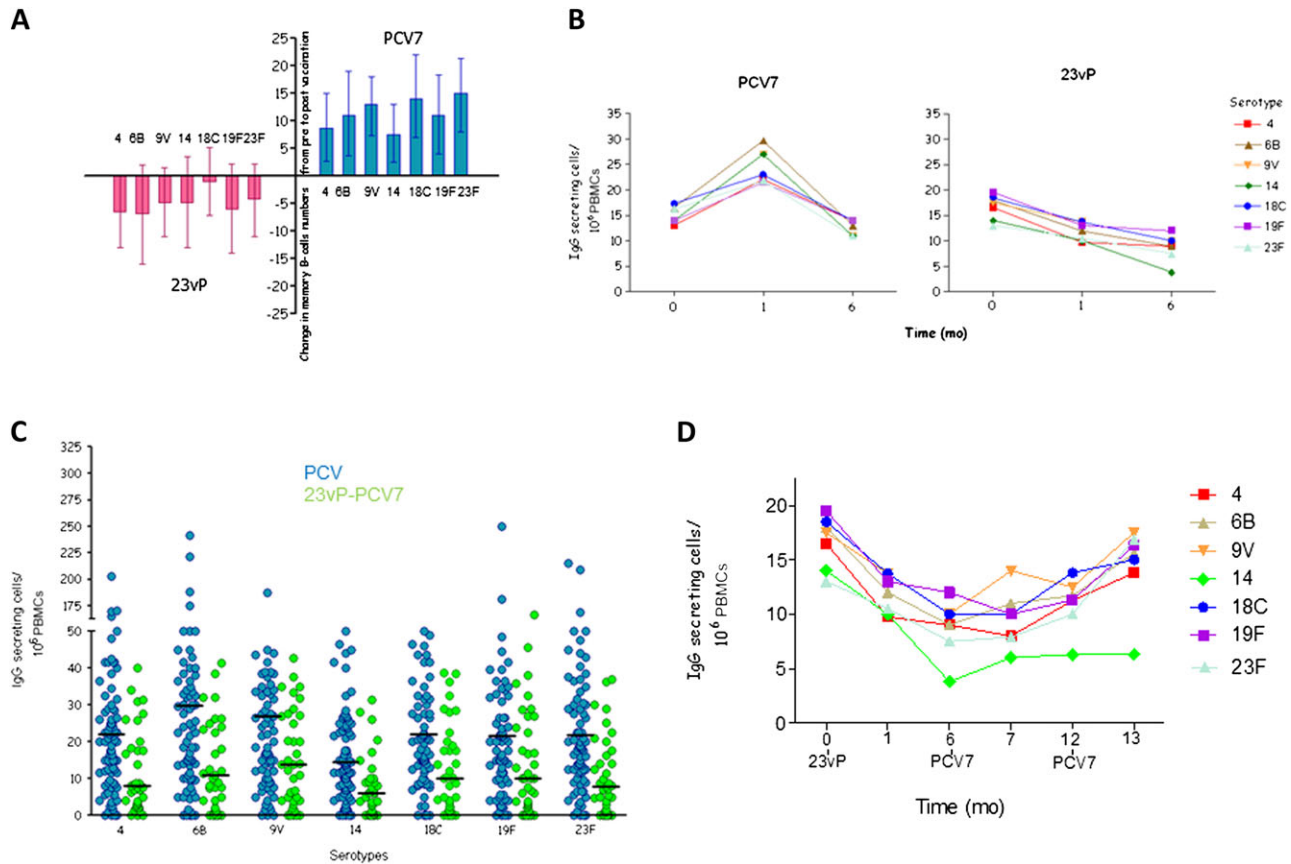 A
PCV7
25
20
15
10
5
-5
-10
-15
-20
-25
Change in memory B-cells numbers from pre to post vaccination
4 6B 9V 14 18C 19F 23F
4 6B 9V 14 18C 19F 23F
23vP
B
PCV7
23vP
IgG secreting cells/
10⁶ PBMCs
35
30
25
20
15
10
5
0
0 1 6
35
30
25
20
15
10
5
0
0 1 6
Time (mo)
Serotype
4
6B
9V
14
18C
19F
23F
C
PCV
23vP-PCV7
IgG secreting cells/
10⁶ PBMCs
325
300
275
250
225
200
175
50
40
30
20
10
0
4 6B 9V 14 18C 19F 23F
Serotypes
D
IgG secreting cells/
10⁶ PBMCs
20
15
10
5
0
0 1 6 7 12 13
23vP PCV7 PCV7
Time (mo)
4
6B
9V
14
18C
19F
23F